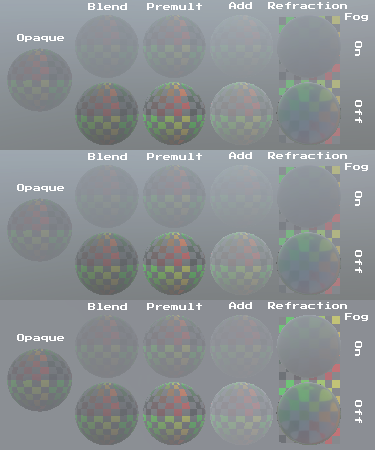 Blend Premult Add Refraction
Fog
Opaque
On
Off
Blend Premult Add Refraction
Fog
Opaque
On
Off
Blend Premult Add Refraction
Fog
Opaque
On
Off